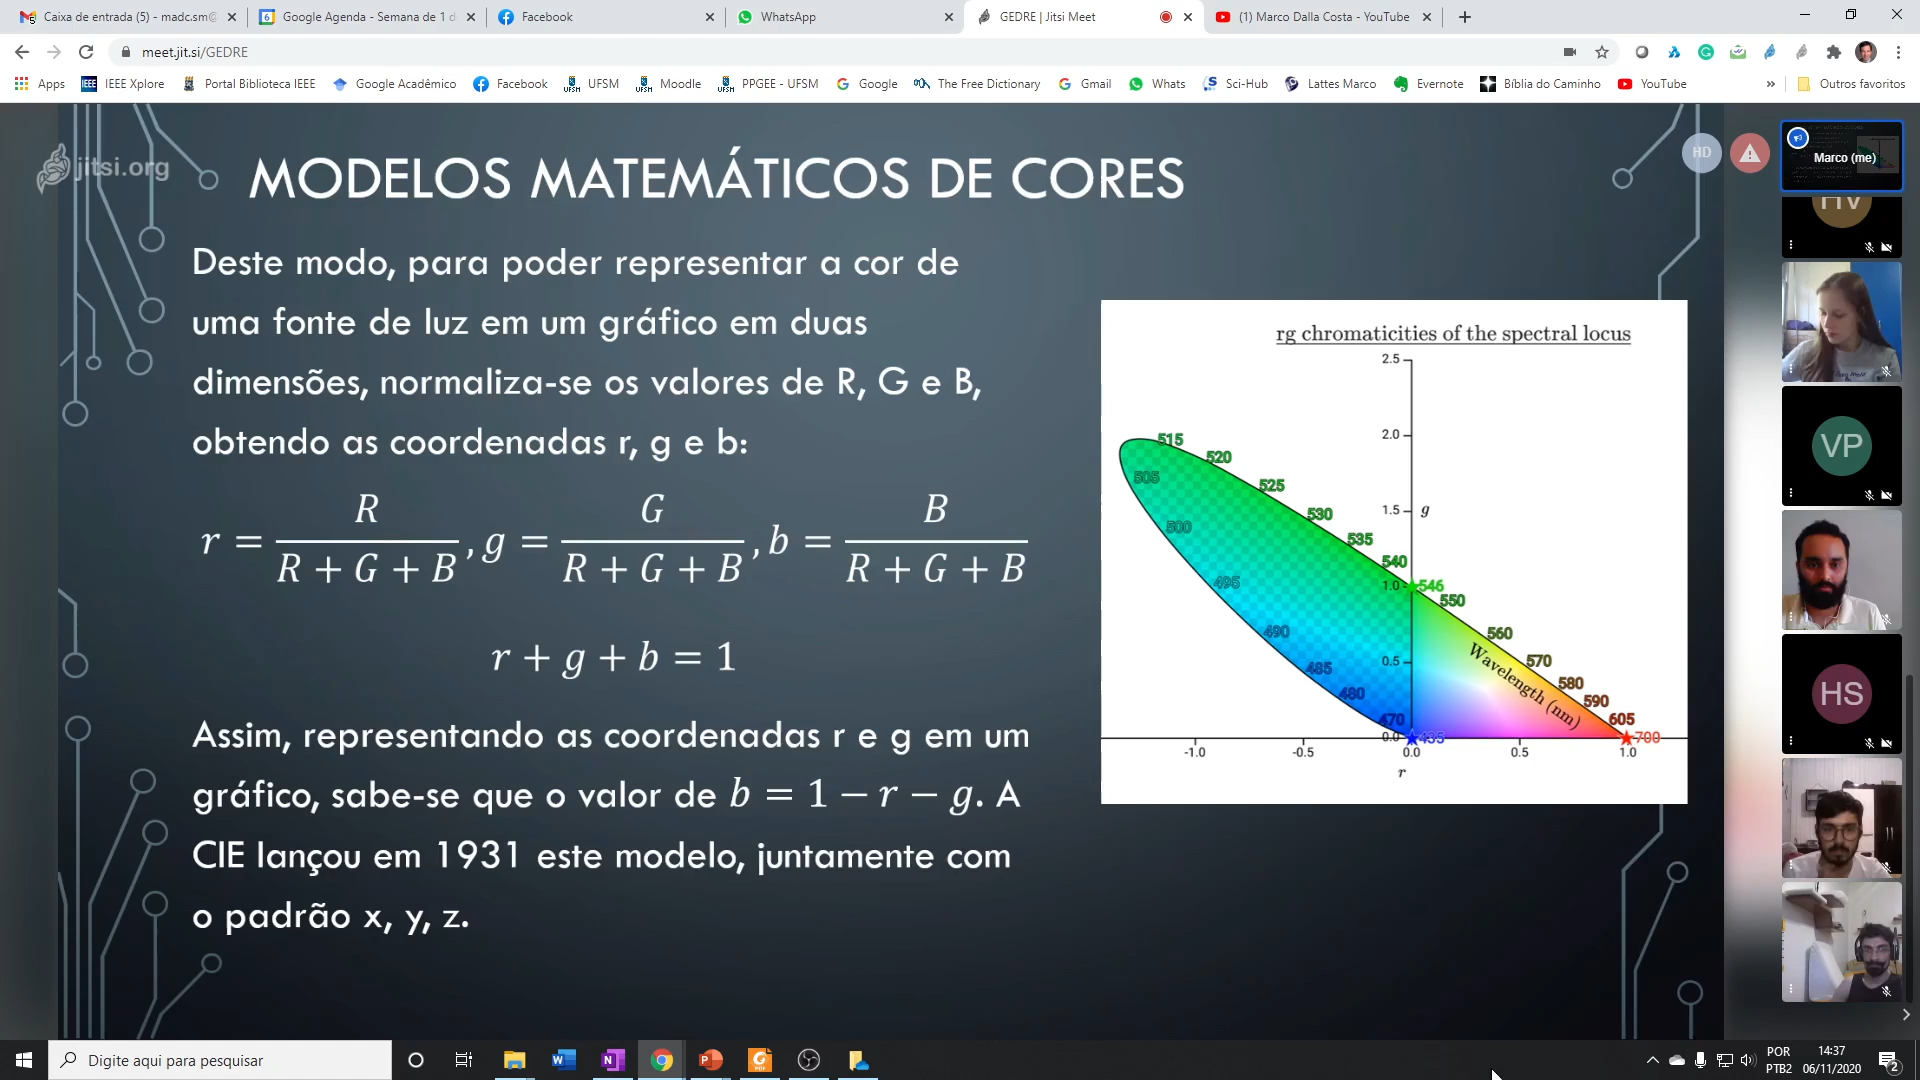 Caixa de entrada (5) - madc.sm@
Google Agenda - Semana de 1 d
Facebook
WhatsApp
GEDRE | Jitsi Meet
(1) Marco Dalla Costa - YouTube
meet.jit.si/GEDRE
Apps
IEEE Xplore
Portal Biblioteca IEEE
Google Acadêmico
Facebook
UFSM
Moodle
PPGEE - UFSM
Google
The Free Dictionary
Gmail
Whats
Sci-Hub
Lattes Marco
Evernote
Bíblia do Caminho
YouTube
Outros favoritos
jitsi.org
MODELOS MATEMÁTICOS DE CORES
Deste modo, para poder representar a cor de
uma fonte de luz em um gráfico em duas
dimensões, normaliza-se os valores de R, G e B,
obtendo as coordenadas r, g e b:
r = R / (R + G + B), g = G / (R + G + B), b = B / (R + G + B)
r + g + b = 1
Assim, representando as coordenadas r e g em um
gráfico, sabe-se que o valor de b = 1 − r − g. A
CIE lançou em 1931 este modelo, juntamente com
o padrão x, y, z.
rg chromaticities of the spectral locus
2.5
2.0
1.5
g
1.0
0.5
0.0
515
505
520
525
500
530
535
540
546
495
550
490
560
485
570
480
580
590
470
605
435
700
Wavelength (nm)
-1.0
-0.5
0.0
0.5
1.0
r
HD
Marco (me)
HV
VP
HS
Digite aqui para pesquisar
POR
PTB2
14:37
06/11/2020
2